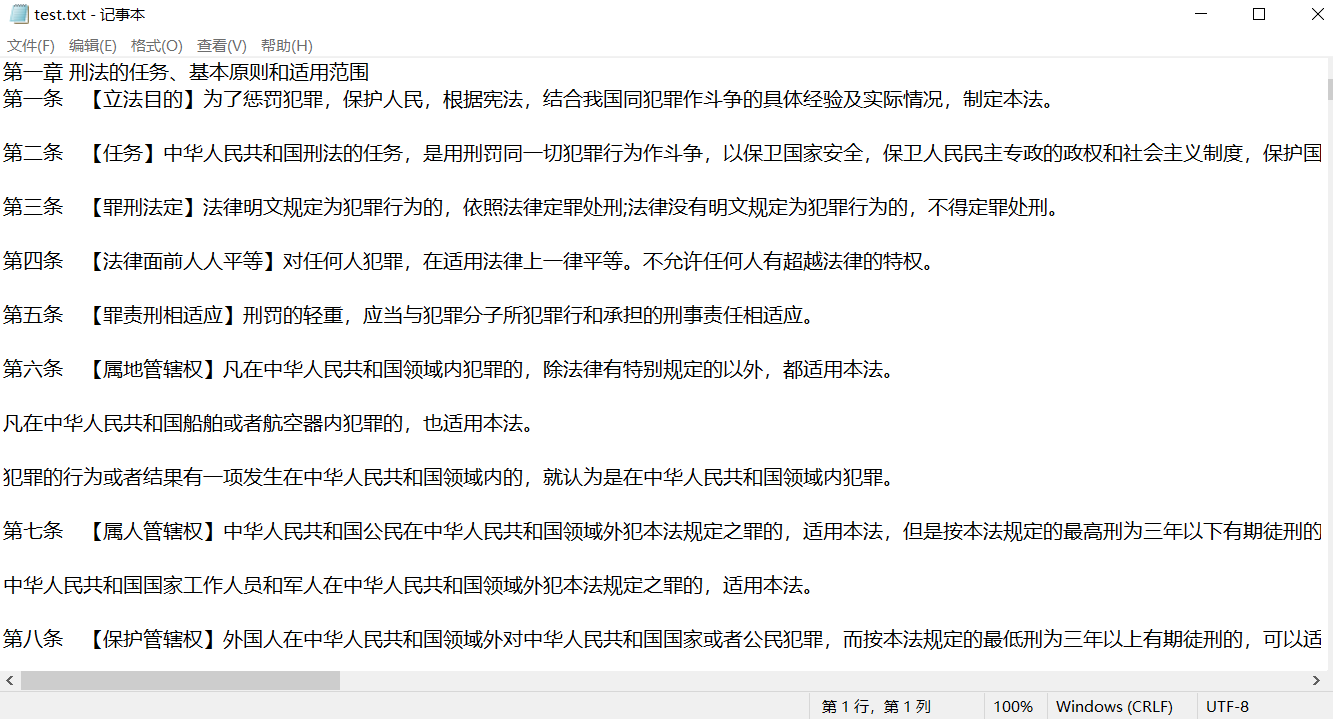 test.txt - 记事本
文件(F) 编辑(E) 格式(O) 查看(V) 帮助(H)
第一章 刑法的任务、基本原则和适用范围
第一条　【立法目的】为了惩罚犯罪，保护人民，根据宪法，结合我国同犯罪作斗争的具体经验及实际情况，制定本法。
第二条　【任务】中华人民共和国刑法的任务，是用刑罚同一切犯罪行为作斗争，以保卫国家安全，保卫人民民主专政的政权和社会主义制度，保护国
第三条　【罪刑法定】法律明文规定为犯罪行为的，依照法律定罪处刑;法律没有明文规定为犯罪行为的，不得定罪处刑。
第四条　【法律面前人人平等】对任何人犯罪，在适用法律上一律平等。不允许任何人有超越法律的特权。
第五条　【罪责刑相适应】刑罚的轻重，应当与犯罪分子所犯罪行和承担的刑事责任相适应。
第六条　【属地管辖权】凡在中华人民共和国领域内犯罪的，除法律有特别规定的以外，都适用本法。
凡在中华人民共和国船舶或者航空器内犯罪的，也适用本法。
犯罪的行为或者结果有一项发生在中华人民共和国领域内的，就认为是在中华人民共和国领域内犯罪。
第七条　【属人管辖权】中华人民共和国公民在中华人民共和国领域外犯本法规定之罪的，适用本法，但是按本法规定的最高刑为三年以下有期徒刑的
中华人民共和国国家工作人员和军人在中华人民共和国领域外犯本法规定之罪的，适用本法。
第八条　【保护管辖权】外国人在中华人民共和国领域外对中华人民共和国国家或者公民犯罪，而按本法规定的最低刑为三年以上有期徒刑的，可以适
第 1 行，第 1 列 100% Windows (CRLF) UTF-8